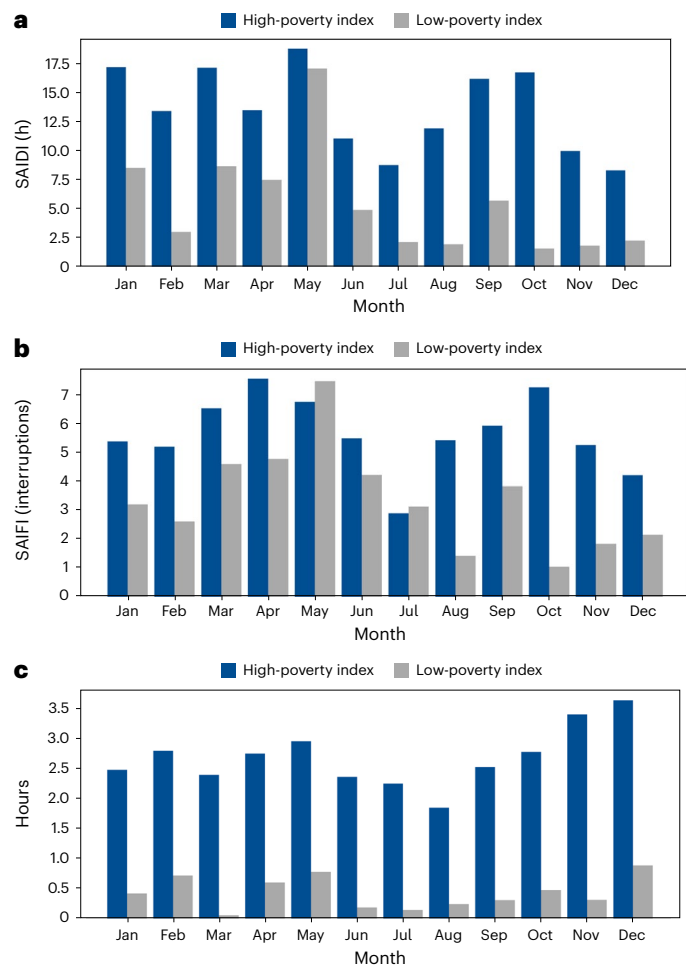 a
High-poverty index Low-poverty index
17.5
15.0
12.5
10.0
7.5
5.0
2.5
0
SAIDI (h)
Jan Feb Mar Apr May Jun Jul Aug Sep Oct Nov Dec
Month
b
High-poverty index Low-poverty index
7
6
5
4
3
2
1
0
SAIFI (interruptions)
Jan Feb Mar Apr May Jun Jul Aug Sep Oct Nov Dec
Month
c
High-poverty index Low-poverty index
3.5
3.0
2.5
2.0
1.5
1.0
0.5
0
Hours
Jan Feb Mar Apr May Jun Jul Aug Sep Oct Nov Dec
Month